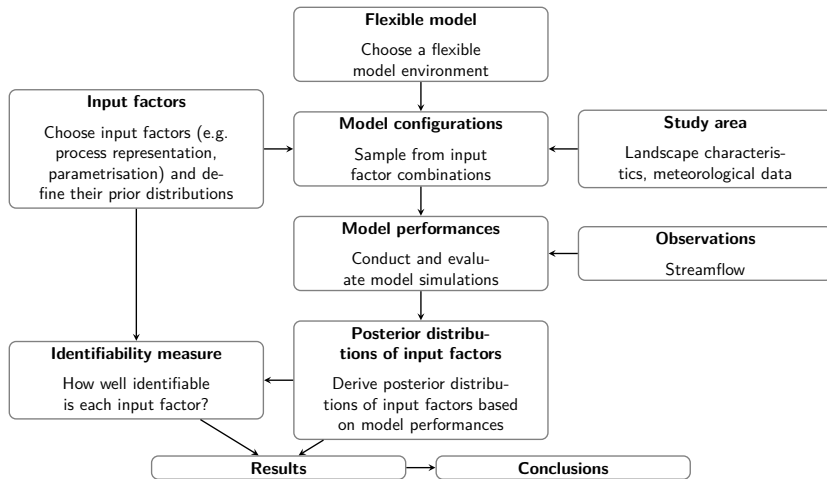 Flexible model
Choose a flexible
model environment
Input factors
Choose input factors (e.g.
process representation,
parametrisation) and de-
fine their prior distributions
Model configurations
Sample from input
factor combinations
Study area
Landscape characteris-
tics, meteorological data
Model performances
Conduct and evalu-
ate model simulations
Observations
Streamflow
Identifiability measure
How well identifiable
is each input factor?
Posterior distribu-
tions of input factors
Derive posterior distribu-
tions of input factors based
on model performances
Results
Conclusions